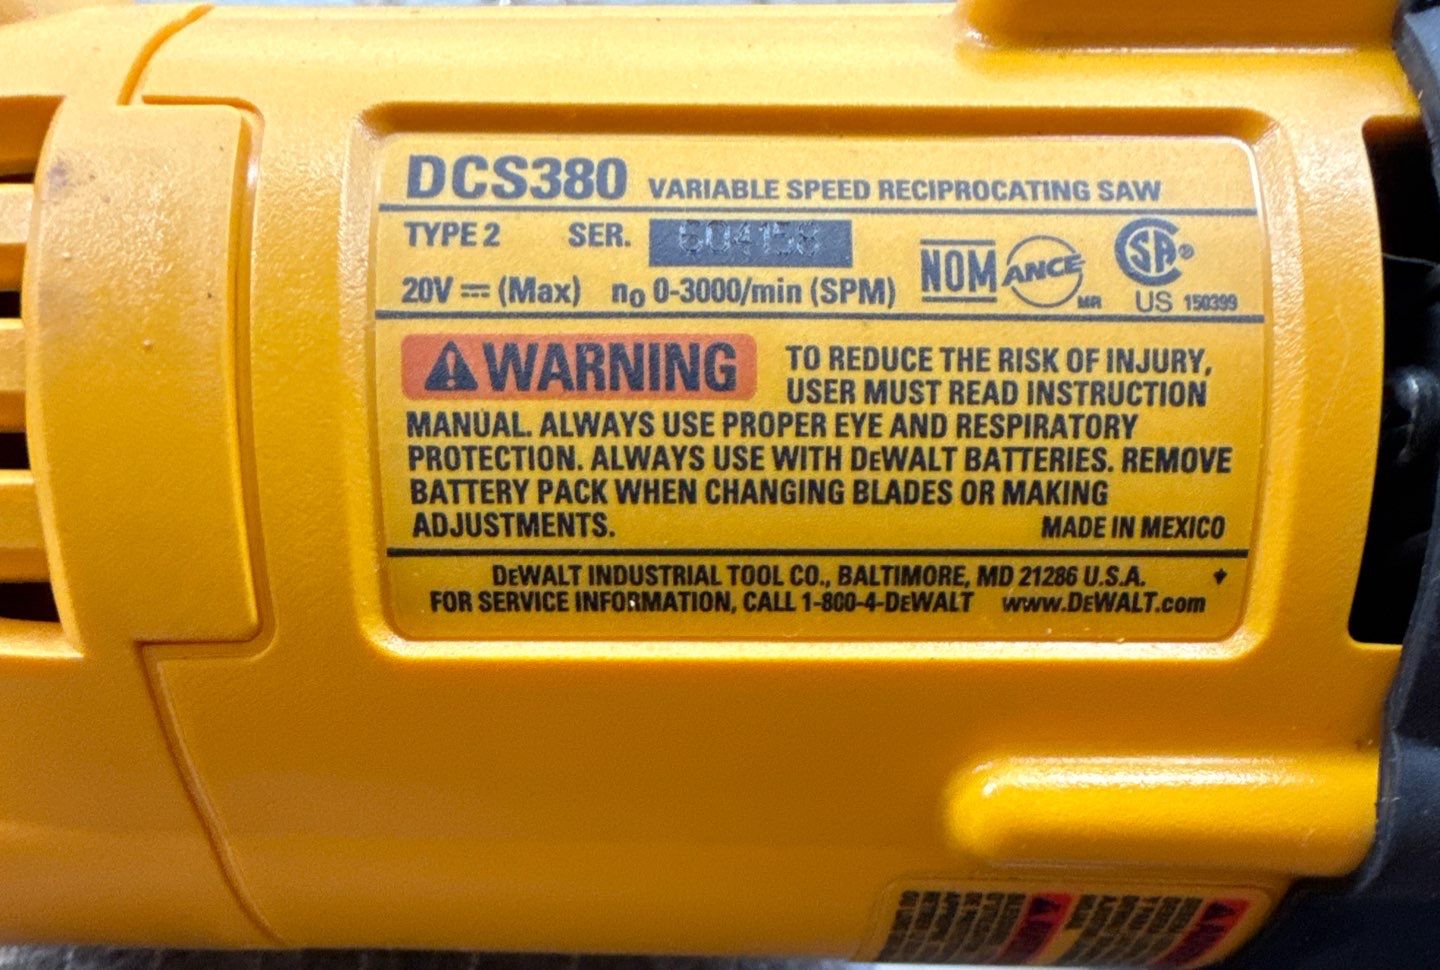 DCS380 VARIABLE SPEED RECIPROCATING SAW
TYPE 2 SER. 604158
20V ⎓ (Max) no 0-3000/min (SPM) NOM ANCE MR SA® US 150399
⚠WARNING TO REDUCE THE RISK OF INJURY,
USER MUST READ INSTRUCTION
MANUAL. ALWAYS USE PROPER EYE AND RESPIRATORY
PROTECTION. ALWAYS USE WITH DEWALT BATTERIES. REMOVE
BATTERY PACK WHEN CHANGING BLADES OR MAKING
ADJUSTMENTS. MADE IN MEXICO
DEWALT INDUSTRIAL TOOL CO., BALTIMORE, MD 21286 U.S.A.
FOR SERVICE INFORMATION, CALL 1-800-4-DEWALT www.DEWALT.com